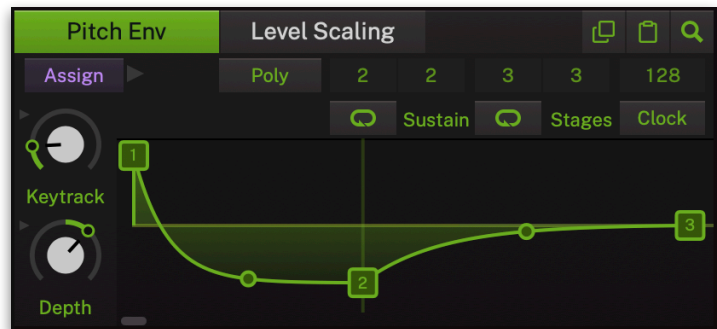 Pitch Env Level Scaling
Assign Poly 2 2 3 3 128
Sustain Stages Clock
1
Keytrack
3
2
Depth